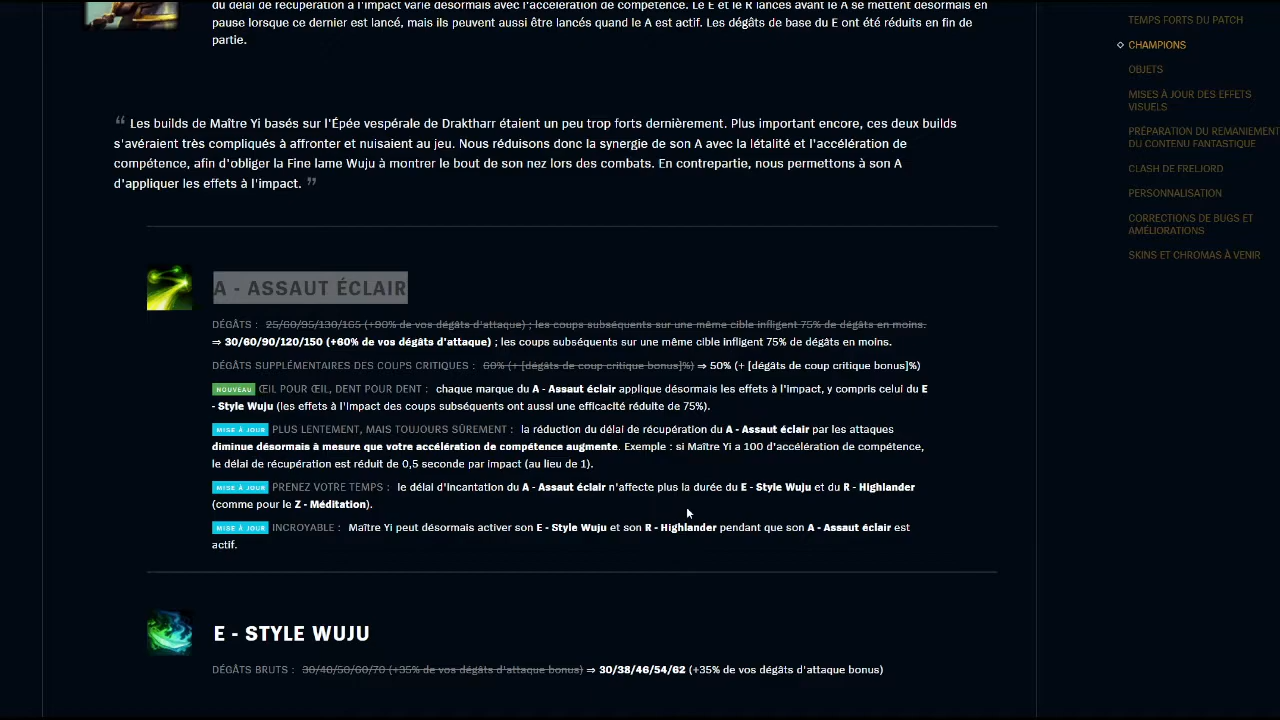 du délai de récupération à l'impact varie désormais avec l'accélération de compétence. Le E et le R lancés avant le A se mettent désormais en
pause lorsque ce dernier est lancé, mais ils peuvent aussi être lancés quand le A est actif. Les dégâts de base du E ont été réduits en fin de
partie.
“ Les builds de Maître Yi basés sur l'Épée vespérale de Draktharr étaient un peu trop forts dernièrement. Plus important encore, ces deux builds
s'avéraient très compliqués à affronter et nuisaient au jeu. Nous réduisons donc la synergie de son A avec la létalité et l'accélération de
compétence, afin d'obliger la Fine lame Wuju à montrer le bout de son nez lors des combats. En contrepartie, nous permettons à son A
d'appliquer les effets à l'impact. ”
A - ASSAUT ÉCLAIR
DÉGÂTS : 25/60/95/130/165 (+90% de vos dégâts d'attaque) ; les coups subséquents sur une même cible infligent 75% de dégâts en moins.
⇒ 30/60/90/120/150 (+60% de vos dégâts d'attaque) ; les coups subséquents sur une même cible infligent 75% de dégâts en moins.
DÉGÂTS SUPPLÉMENTAIRES DES COUPS CRITIQUES : 60% (+ [dégâts de coup critique bonus]%) ⇒ 50% (+ [dégâts de coup critique bonus]%)
NOUVEAU ŒIL POUR ŒIL, DENT POUR DENT : chaque marque du A - Assaut éclair applique désormais les effets à l'impact, y compris celui du E
- Style Wuju (les effets à l'impact des coups subséquents ont aussi une efficacité réduite de 75%).
MISE À JOUR PLUS LENTEMENT, MAIS TOUJOURS SÛREMENT : la réduction du délai de récupération du A - Assaut éclair par les attaques
diminue désormais à mesure que votre accélération de compétence augmente. Exemple : si Maître Yi a 100 d'accélération de compétence,
le délai de récupération est réduit de 0,5 seconde par impact (au lieu de 1).
MISE À JOUR PRENEZ VOTRE TEMPS : le délai d'incantation du A - Assaut éclair n'affecte plus la durée du E - Style Wuju et du R - Highlander
(comme pour le Z - Méditation).
MISE À JOUR INCROYABLE : Maître Yi peut désormais activer son E - Style Wuju et son R - Highlander pendant que son A - Assaut éclair est
actif.
E - STYLE WUJU
DÉGÂTS BRUTS : 30/40/50/60/70 (+35% de vos dégâts d'attaque bonus) ⇒ 30/38/46/54/62 (+35% de vos dégâts d'attaque bonus)
TEMPS FORTS DU PATCH
CHAMPIONS
OBJETS
MISES À JOUR DES EFFETS
VISUELS
PRÉPARATION DU REMANIEMENT
DU CONTENU FANTASTIQUE
CLASH DE FRELJORD
PERSONNALISATION
CORRECTIONS DE BUGS ET
AMÉLIORATIONS
SKINS ET CHROMAS À VENIR